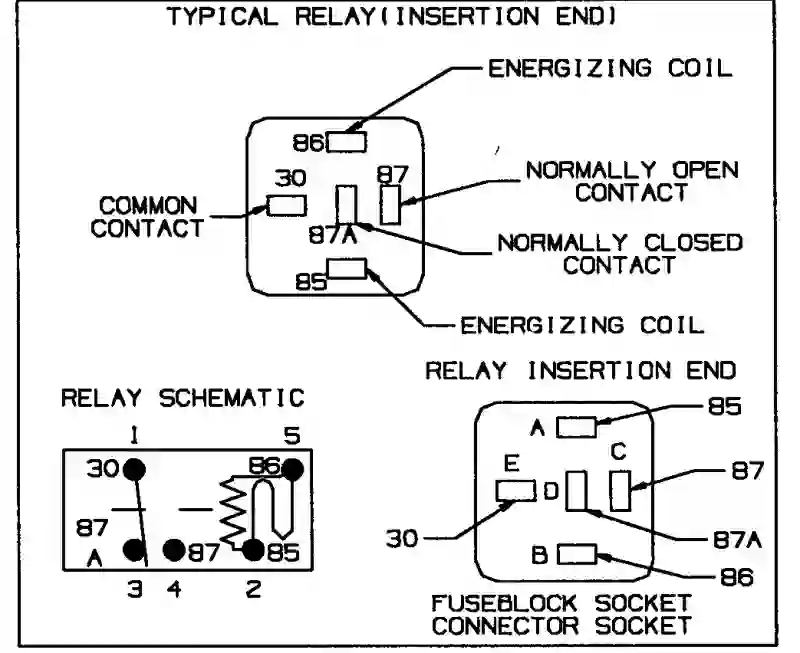 TYPICAL RELAY(INSERTION END)
ENERGIZING COIL
86
30
87
NORMALLY OPEN
CONTACT
COMMON
CONTACT
87A
NORMALLY CLOSED
CONTACT
85
ENERGIZING COIL
RELAY INSERTION END
RELAY SCHEMATIC
85
A
1
5
C
E
30
86
87
D
87
A
87
85
30
87A
B
86
3
4
2
FUSEBLOCK SOCKET
CONNECTOR SOCKET